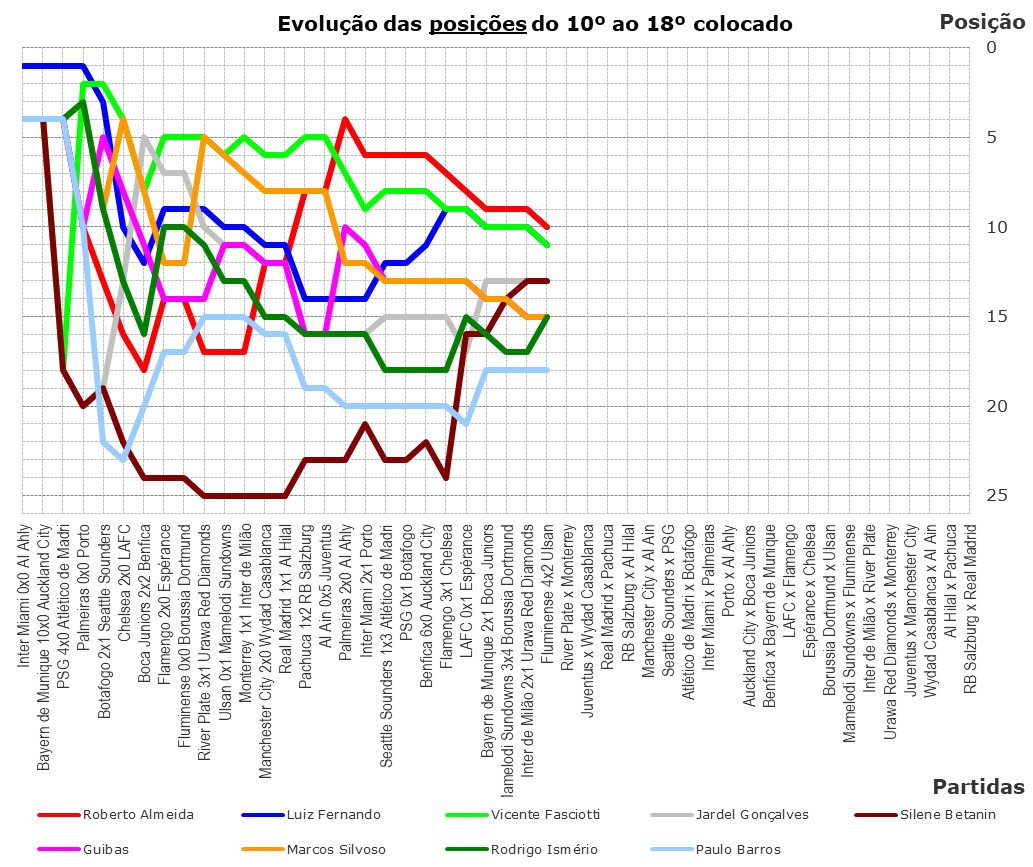 Evolução das posições do 10º ao 18º colocado
Posição
0
5
10
15
20
25
Inter Miami 0x0 Al Ahly
Bayern de Munique 10x0 Auckland City
PSG 4x0 Atlético de Madri
Palmeiras 0x0 Porto
Botafogo 2x1 Seattle Sounders
Chelsea 2x0 LAFC
Boca Juniors 2x2 Benfica
Flamengo 2x0 Espérance
Fluminense 0x0 Borussia Dortmund
River Plate 3x1 Urawa Red Diamonds
Ulsan 0x1 Mamelodi Sundowns
Monterrey 1x1 Inter de Milão
Manchester City 2x0 Wydad Casablanca
Real Madrid 1x1 Al Hilal
Pachuca 1x2 RB Salzburg
Al Ain 0x5 Juventus
Palmeiras 2x0 Al Ahly
Inter Miami 2x1 Porto
Seattle Sounders 1x3 Atlético de Madri
PSG 0x1 Botafogo
Benfica 6x0 Auckland City
Flamengo 3x1 Chelsea
LAFC 0x1 Espérance
Bayern de Munique 2x1 Boca Juniors
lamelodi Sundowns 3x4 Borussia Dortmund
Inter de Milão 2x1 Urawa Red Diamonds
Fluminense 4x2 Ulsan
River Plate x Monterrey
Juventus x Wydad Casablanca
Real Madrid x Pachuca
RB Salzburg x Al Hilal
Manchester City x Al Ain
Seattle Sounders x PSG
Atlético de Madri x Botafogo
Inter Miami x Palmeiras
Porto x Al Ahly
Auckland City x Boca Juniors
Benfica x Bayern de Munique
LAFC x Flamengo
Espérance x Chelsea
Borussia Dortmund x Ulsan
Mamelodi Sundowns x Fluminense
Inter de Milão x River Plate
Urawa Red Diamonds x Monterrey
Juventus x Manchester City
Wydad Casablanca x Al Ain
Al Hilal x Pachuca
RB Salzburg x Real Madrid
Partidas
Roberto Almeida
Luiz Fernando
Vicente Fasciotti
Jardel Gonçalves
Silene Betanin
Guibas
Marcos Silvoso
Rodrigo Ismério
Paulo Barros